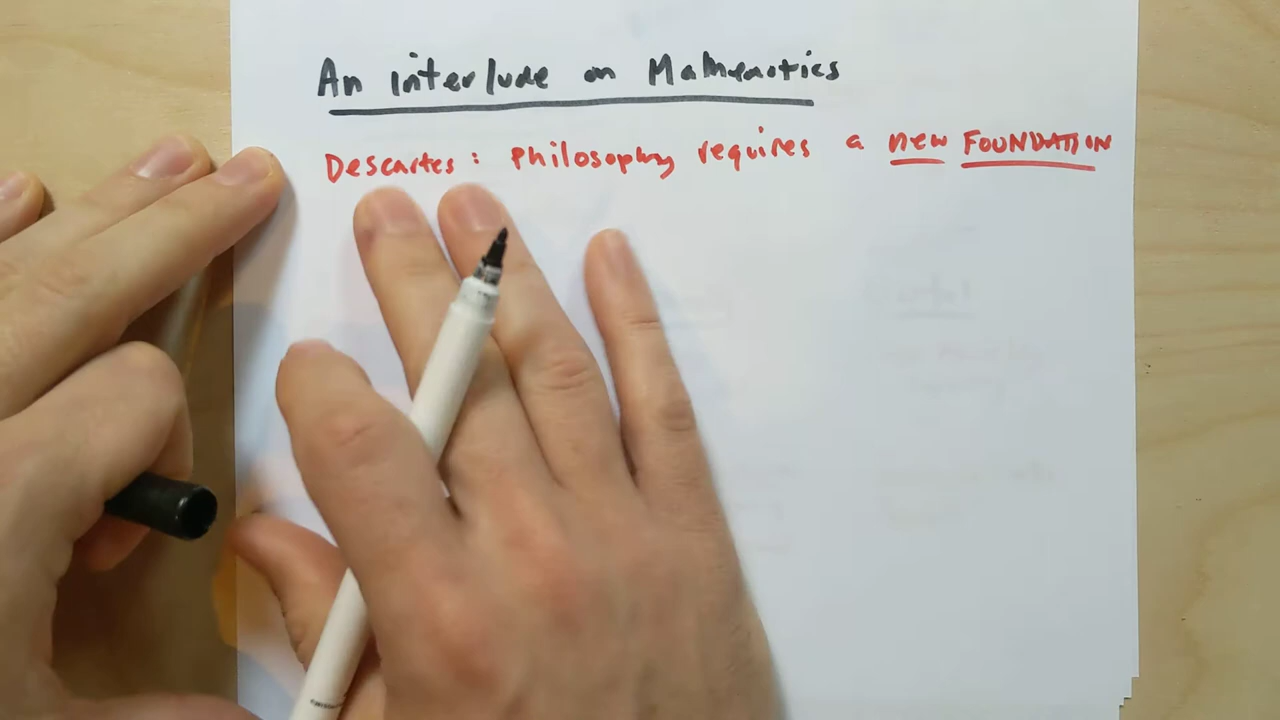 An interlude on Mathematics
Descartes: Philosophy requires a new FOUNDATION